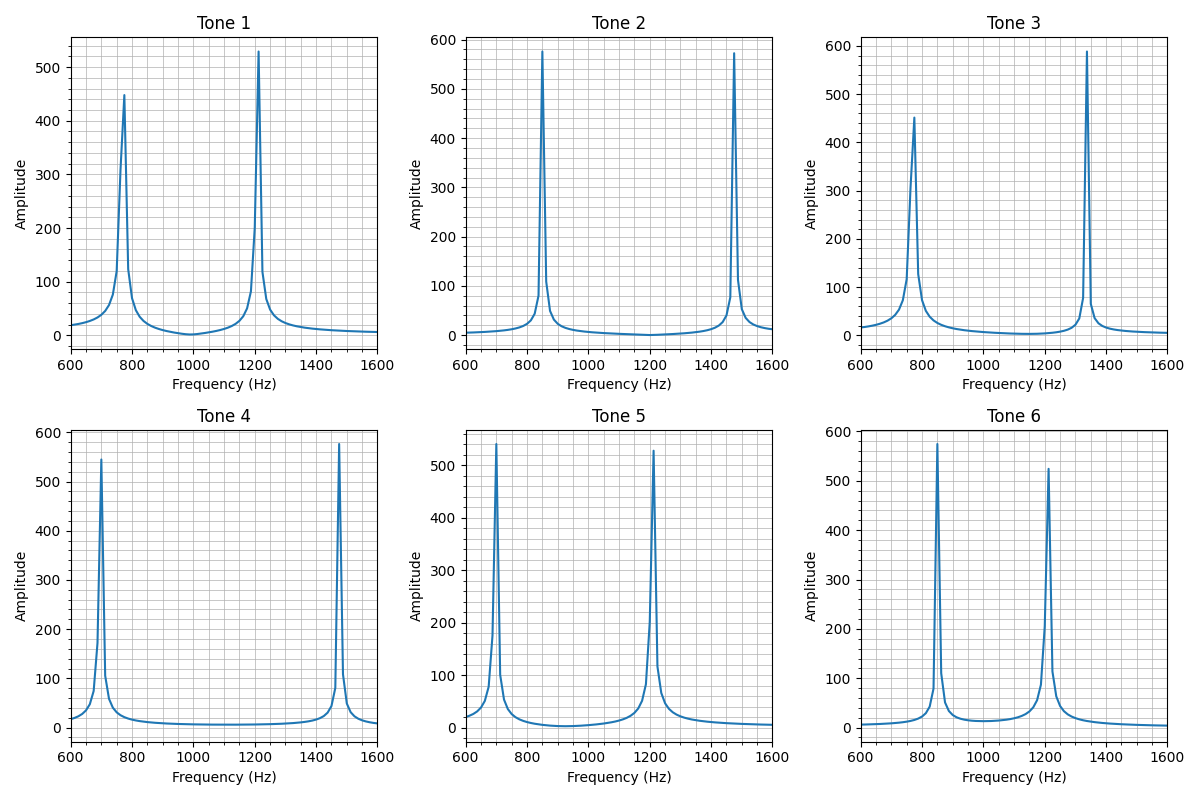 Tone 1 Tone 2 Tone 3
Amplitude Amplitude Amplitude
500 600 600
400 500 500
300 400 400
200 300 300
100 200 200
0 100 100
0 0
600 800 1000 1200 1400 1600 600 800 1000 1200 1400 1600 600 800 1000 1200 1400 1600
Frequency (Hz) Frequency (Hz) Frequency (Hz)
Tone 4 Tone 5 Tone 6
Amplitude Amplitude Amplitude
600 500 600
500 400 500
400 300 400
300 200 300
200 100 200
100 0 100
0 0
600 800 1000 1200 1400 1600 600 800 1000 1200 1400 1600 600 800 1000 1200 1400 1600
Frequency (Hz) Frequency (Hz) Frequency (Hz)